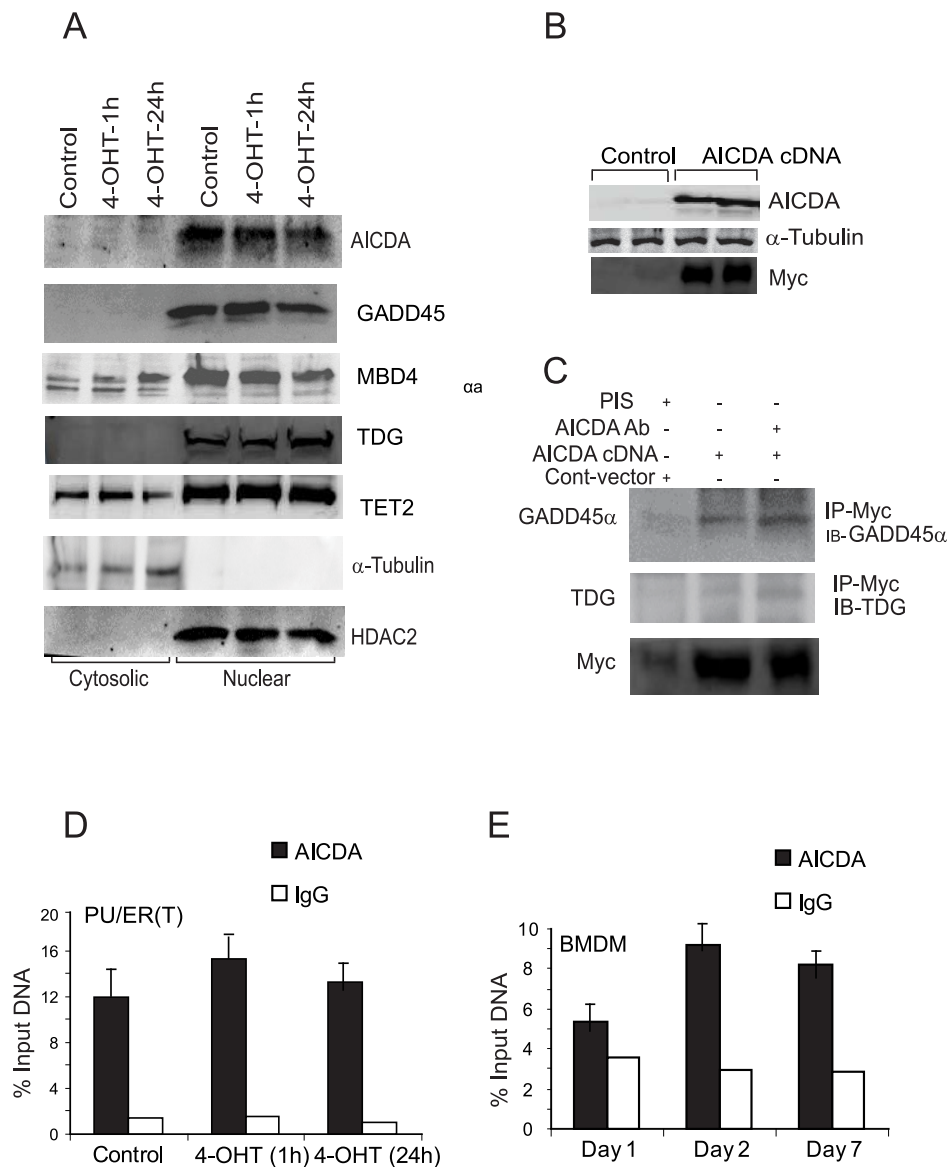 A
Control
4-OHT-1h
4-OHT-24h
Control
4-OHT-1h
4-OHT-24h
AICDA
GADD45
MBD4
TDG
TET2
α-Tubulin
HDAC2
Cytosolic Nuclear
B
Control AICDA cDNA
AICDA
α-Tubulin
Myc
αa
C
PIS + - -
AICDA Ab - - +
AICDA cDNA - + +
Cont-vector + - -
GADD45α
IP-Myc
IB-GADD45α
TDG
IP-Myc
IB-TDG
Myc
D
AICDA
IgG
PU/ER(T)
% Input DNA
20
16
12
8
4
0
Control 4-OHT (1h) 4-OHT (24h)
E
AICDA
IgG
BMDM
% Input DNA
10
8
6
4
2
0
Day 1 Day 2 Day 7